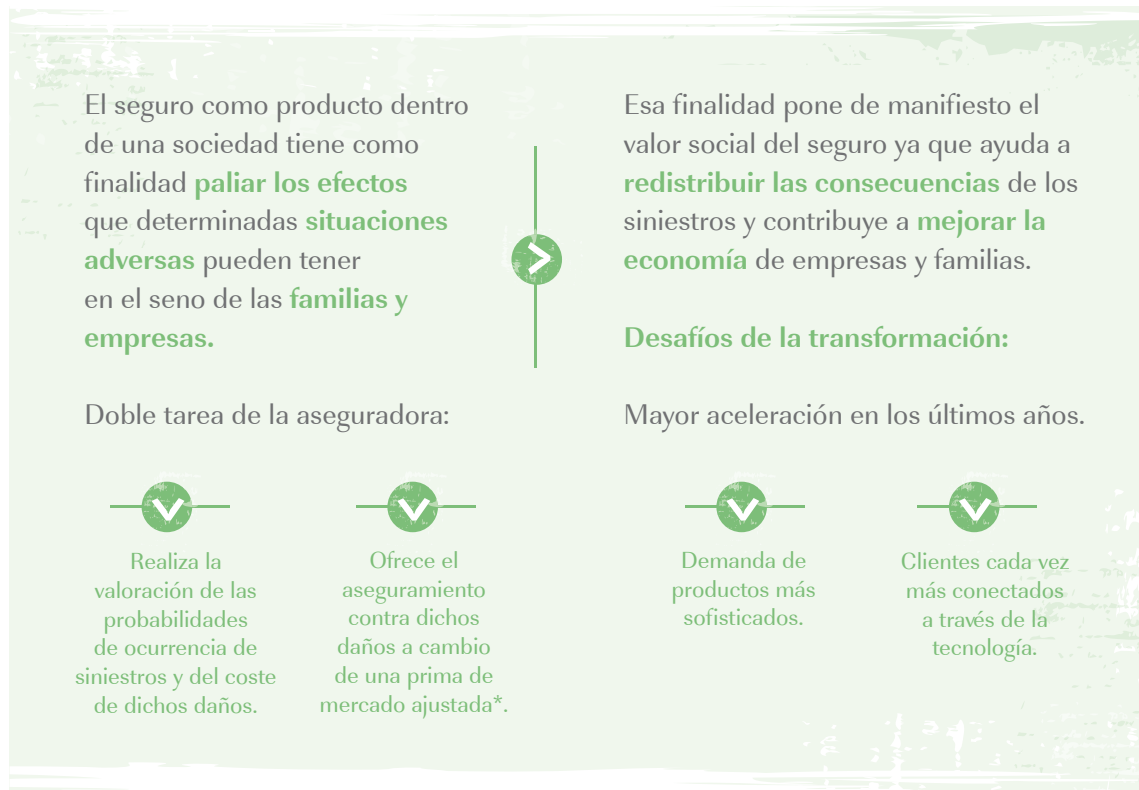 El seguro como producto dentro
de una sociedad tiene como
finalidad paliar los efectos
que determinadas situaciones
adversas pueden tener
en el seno de las familias y
empresas.
Doble tarea de la aseguradora:
Realiza la
valoración de las
probabilidades
de ocurrencia de
siniestros y del coste
de dichos daños.
Ofrece el
aseguramiento
contra dichos
daños a cambio
de una prima de
mercado ajustada*.
Esa finalidad pone de manifiesto el
valor social del seguro ya que ayuda a
redistribuir las consecuencias de los
siniestros y contribuye a mejorar la
economía de empresas y familias.
Desafíos de la transformación:
Mayor aceleración en los últimos años.
Demanda de
productos más
sofisticados.
Clientes cada vez
más conectados
a través de la
tecnología.